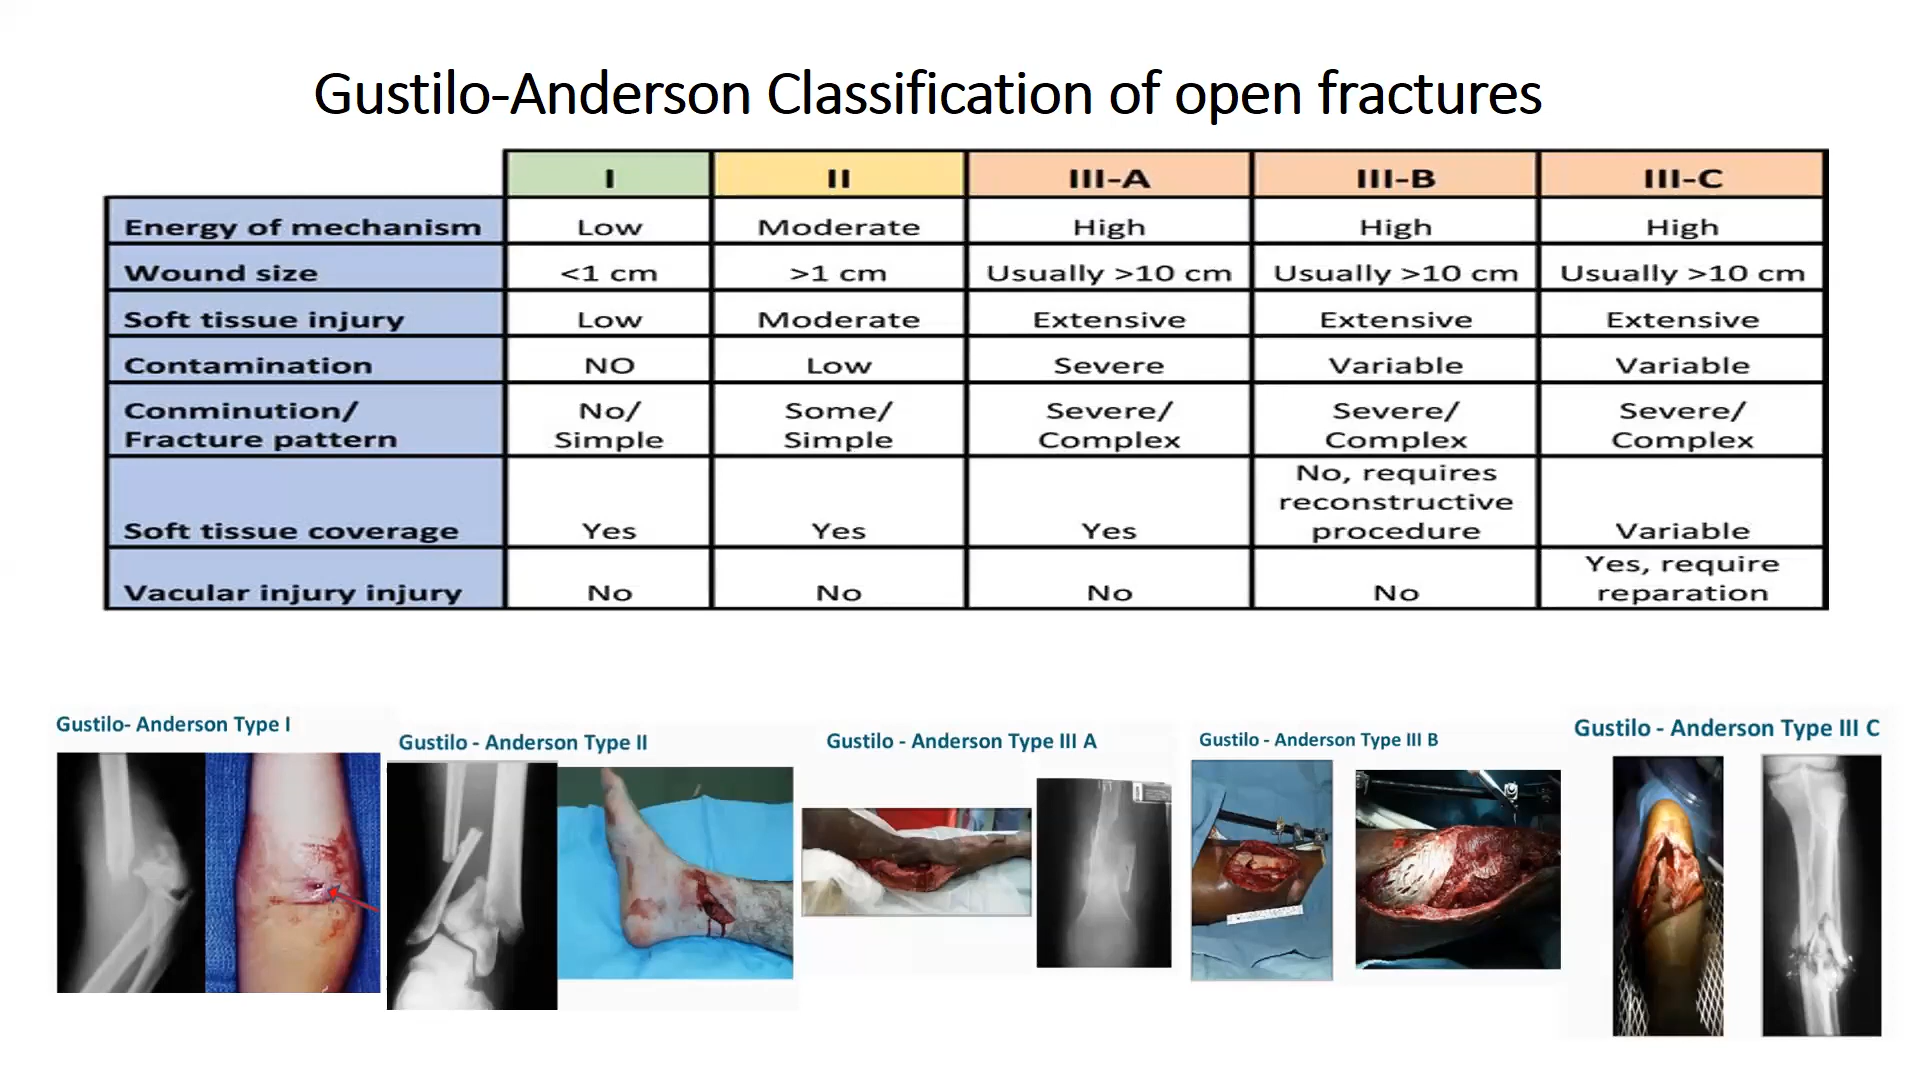 Gustilo-Anderson Classification of open fractures
I II III-A III-B III-C
Energy of mechanism Low Moderate High High High
Wound size <1 cm >1 cm Usually >10 cm Usually >10 cm Usually >10 cm
Soft tissue injury Low Moderate Extensive Extensive Extensive
Contamination NO Low Severe Variable Variable
Conminution/ No/ Some/ Severe/ Severe/ Severe/
Fracture pattern Simple Simple Complex Complex Complex
No, requires
reconstructive
Soft tissue coverage Yes Yes Yes procedure Variable
Yes, require
Vacular injury injury No No No No reparation
Gustilo- Anderson Type I
Gustilo - Anderson Type II
Gustilo - Anderson Type III A
Gustilo - Anderson Type III B
Gustilo - Anderson Type III C